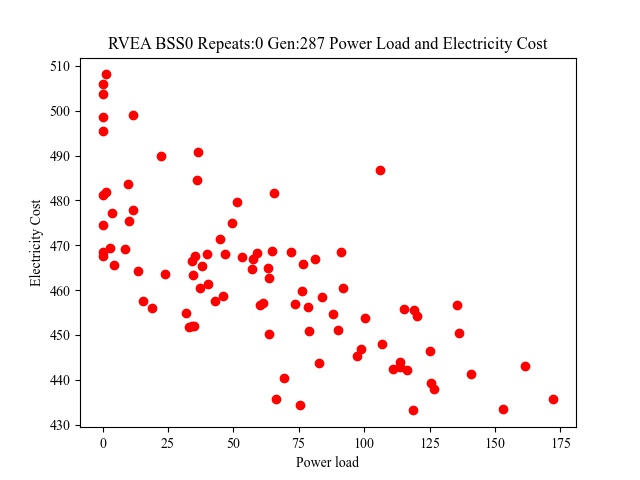 RVEA BSS0 Repeats:0 Gen:287 Power Load and Electricity Cost
510
500
490
480
470
460
450
440
430
Electricity Cost
0 25 50 75 100 125 150 175
Power load